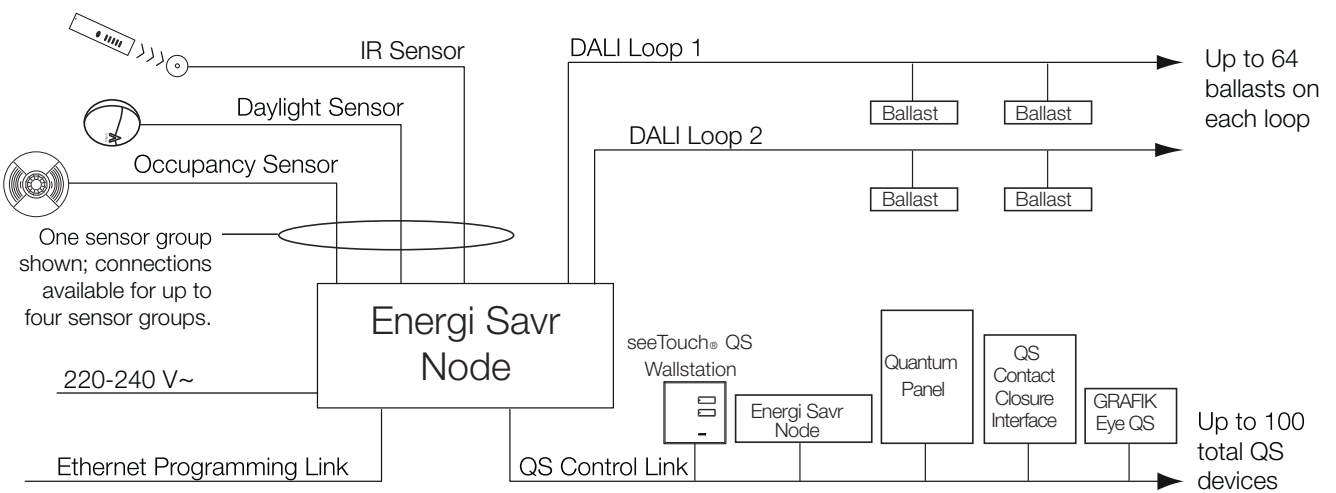 IR Sensor
Daylight Sensor
Occupancy Sensor
One sensor group
shown; connections
available for up to
four sensor groups.
DALI Loop 1
Ballast
Ballast
Up to 64
ballasts on
each loop
DALI Loop 2
Ballast
Ballast
Energi Savr
Node
220-240 V~
Ethernet Programming Link
QS Control Link
seeTouch® QS
Wallstation
Energi Savr
Node
Quantum
Panel
QS
Contact
Closure
Interface
GRAFIK
Eye QS
Up to 100
total QS
devices